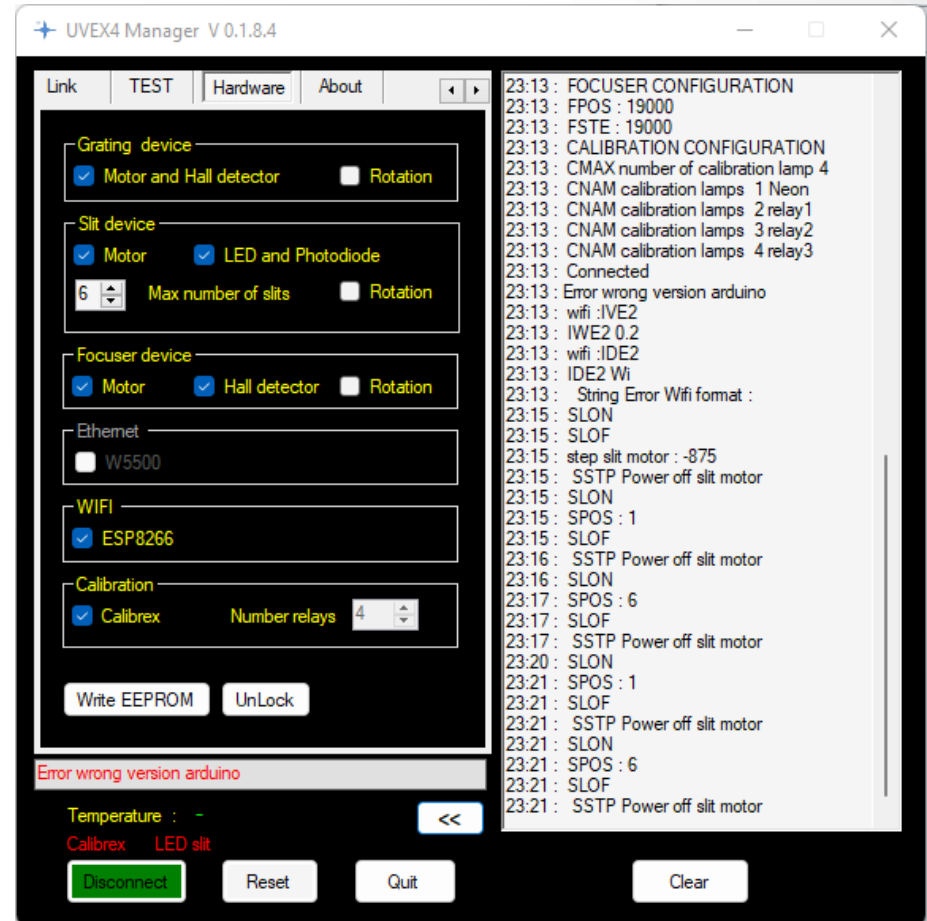 UVEX4 Manager V 0.1.8.4
Link TEST Hardware About
Grating device
Motor and Hall detector Rotation
Slit device
Motor LED and Photodiode
6 Max number of slits Rotation
Focuser device
Motor Hall detector Rotation
Ethernet
W5500
WIFI
ESP8266
Calibration
Calibrex Number relays 4
Write EEPROM UnLock
Error wrong version arduino
Temperature : -
<<
Calibrex LED slit
Disconnect Reset Quit
23:13 : FOCUSER CONFIGURATION
23:13 : FPOS : 19000
23:13 : FSTE : 19000
23:13 : CALIBRATION CONFIGURATION
23:13 : CMAX number of calibration lamp 4
23:13 : CNAM calibration lamps 1 Neon
23:13 : CNAM calibration lamps 2 relay1
23:13 : CNAM calibration lamps 3 relay2
23:13 : CNAM calibration lamps 4 relay3
23:13 : Connected
23:13 : Error wrong version arduino
23:13 : wifi :IVE2
23:13 : IWE2 0.2
23:13 : wifi :IDE2
23:13 : IDE2 Wi
23:13 : String Error Wifi format :
23:15 : SLON
23:15 : SLOF
23:15 : step slit motor : -875
23:15 : SSTP Power off slit motor
23:15 : SLON
23:15 : SPOS : 1
23:15 : SLOF
23:16 : SSTP Power off slit motor
23:16 : SLON
23:17 : SPOS : 6
23:17 : SLOF
23:17 : SSTP Power off slit motor
23:20 : SLON
23:21 : SPOS : 1
23:21 : SLOF
23:21 : SSTP Power off slit motor
23:21 : SLON
23:21 : SPOS : 6
23:21 : SLOF
23:21 : SSTP Power off slit motor
Clear